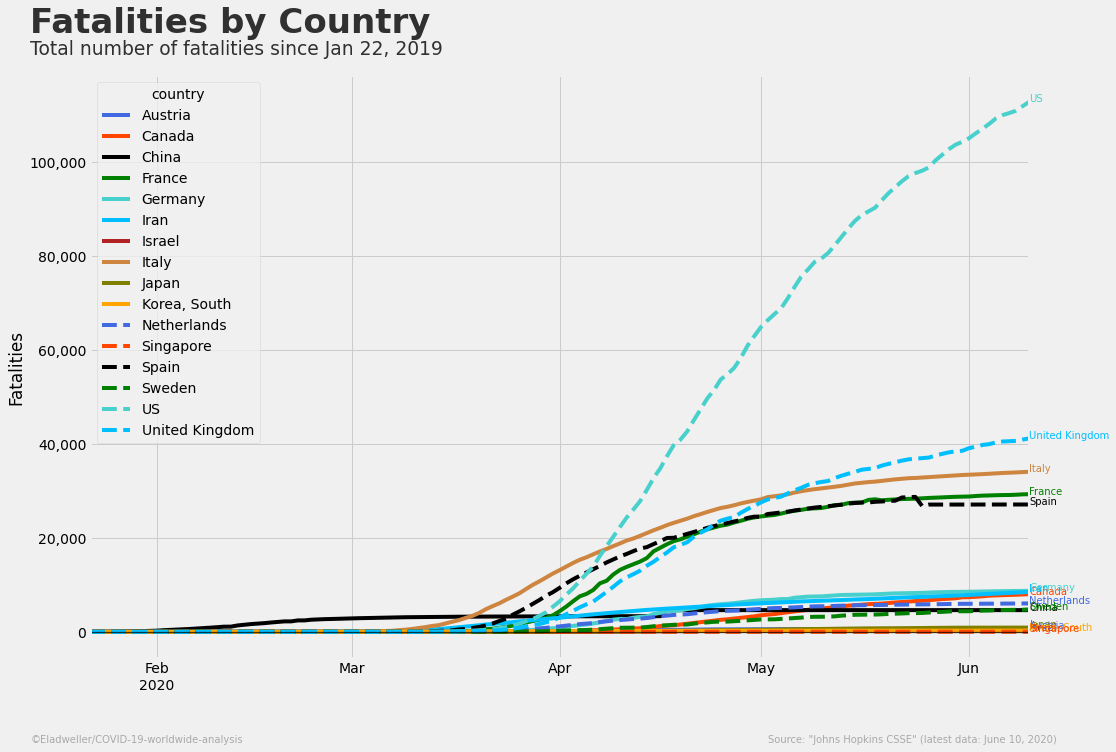 Fatalities by Country
Total number of fatalities since Jan 22, 2019
country
Austria
Canada
China
France
Germany
Iran
Israel
Italy
Japan
Korea, South
Netherlands
Singapore
Spain
Sweden
US
United Kingdom
Fatalities
100,000
80,000
60,000
40,000
20,000
0
Feb
2020
Mar
Apr
May
Jun
US
United Kingdom
Italy
France
Spain
Germany
Canada
Netherlands
Sweden
Singapore
©Eladweller/COVID-19-worldwide-analysis
Source: "Johns Hopkins CSSE" (latest data: June 10, 2020)